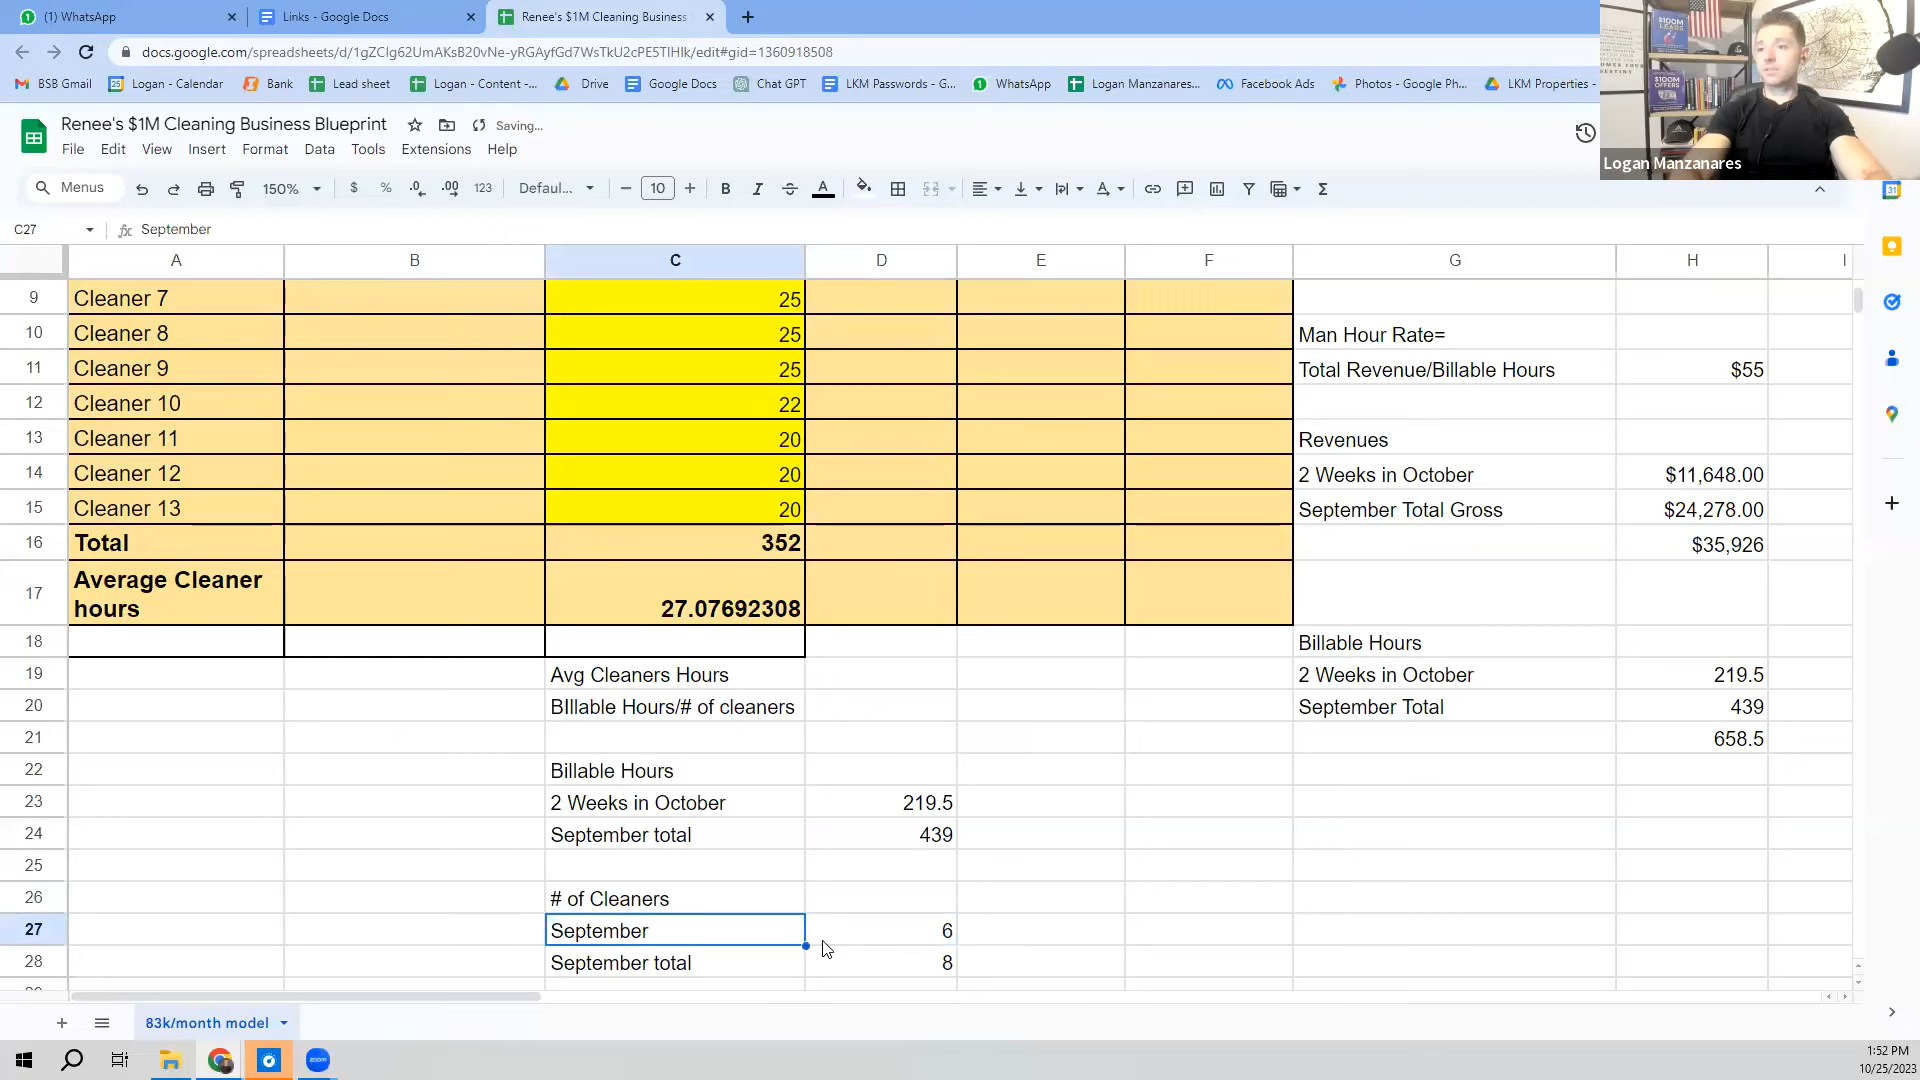 (1) WhatsApp
Links - Google Docs
Renee's $1M Cleaning Business
docs.google.com/spreadsheets/d/1gZClg62UmAKsB20vNe-yRGAyfGd7WsTkU2cPE5TlHlk/edit#gid=1360918508
BSB Gmail
Logan - Calendar
Bank
Lead sheet
Logan - Content -...
Drive
Google Docs
Chat GPT
LKM Passwords - G...
WhatsApp
Logan Manzanares...
Facebook Ads
Photos - Google Ph...
LKM Properties -
$100M
LEADS
$100M
OFFERS
DESTINY
Logan Manzanares
Renee's $1M Cleaning Business Blueprint
Saving...
File Edit View Insert Format Data Tools Extensions Help
Menus 150% $ % .0 .00 123 Defaul... 10 B I A Σ
31
C27 fx September
A B C D E F G H I
9 Cleaner 7 25
10 Cleaner 8 25 Man Hour Rate=
11 Cleaner 9 25 Total Revenue/Billable Hours $55
12 Cleaner 10 22
13 Cleaner 11 20 Revenues
14 Cleaner 12 20 2 Weeks in October $11,648.00
15 Cleaner 13 20 September Total Gross $24,278.00
16 Total 352 $35,926
17 Average Cleaner
hours 27.07692308
18 Billable Hours
19 Avg Cleaners Hours 2 Weeks in October 219.5
20 BIllable Hours/# of cleaners September Total 439
21 658.5
22 Billable Hours
23 2 Weeks in October 219.5
24 September total 439
25
26 # of Cleaners
27 September 6
28 September total 8
83k/month model
zoom
1:52 PM
10/25/2023